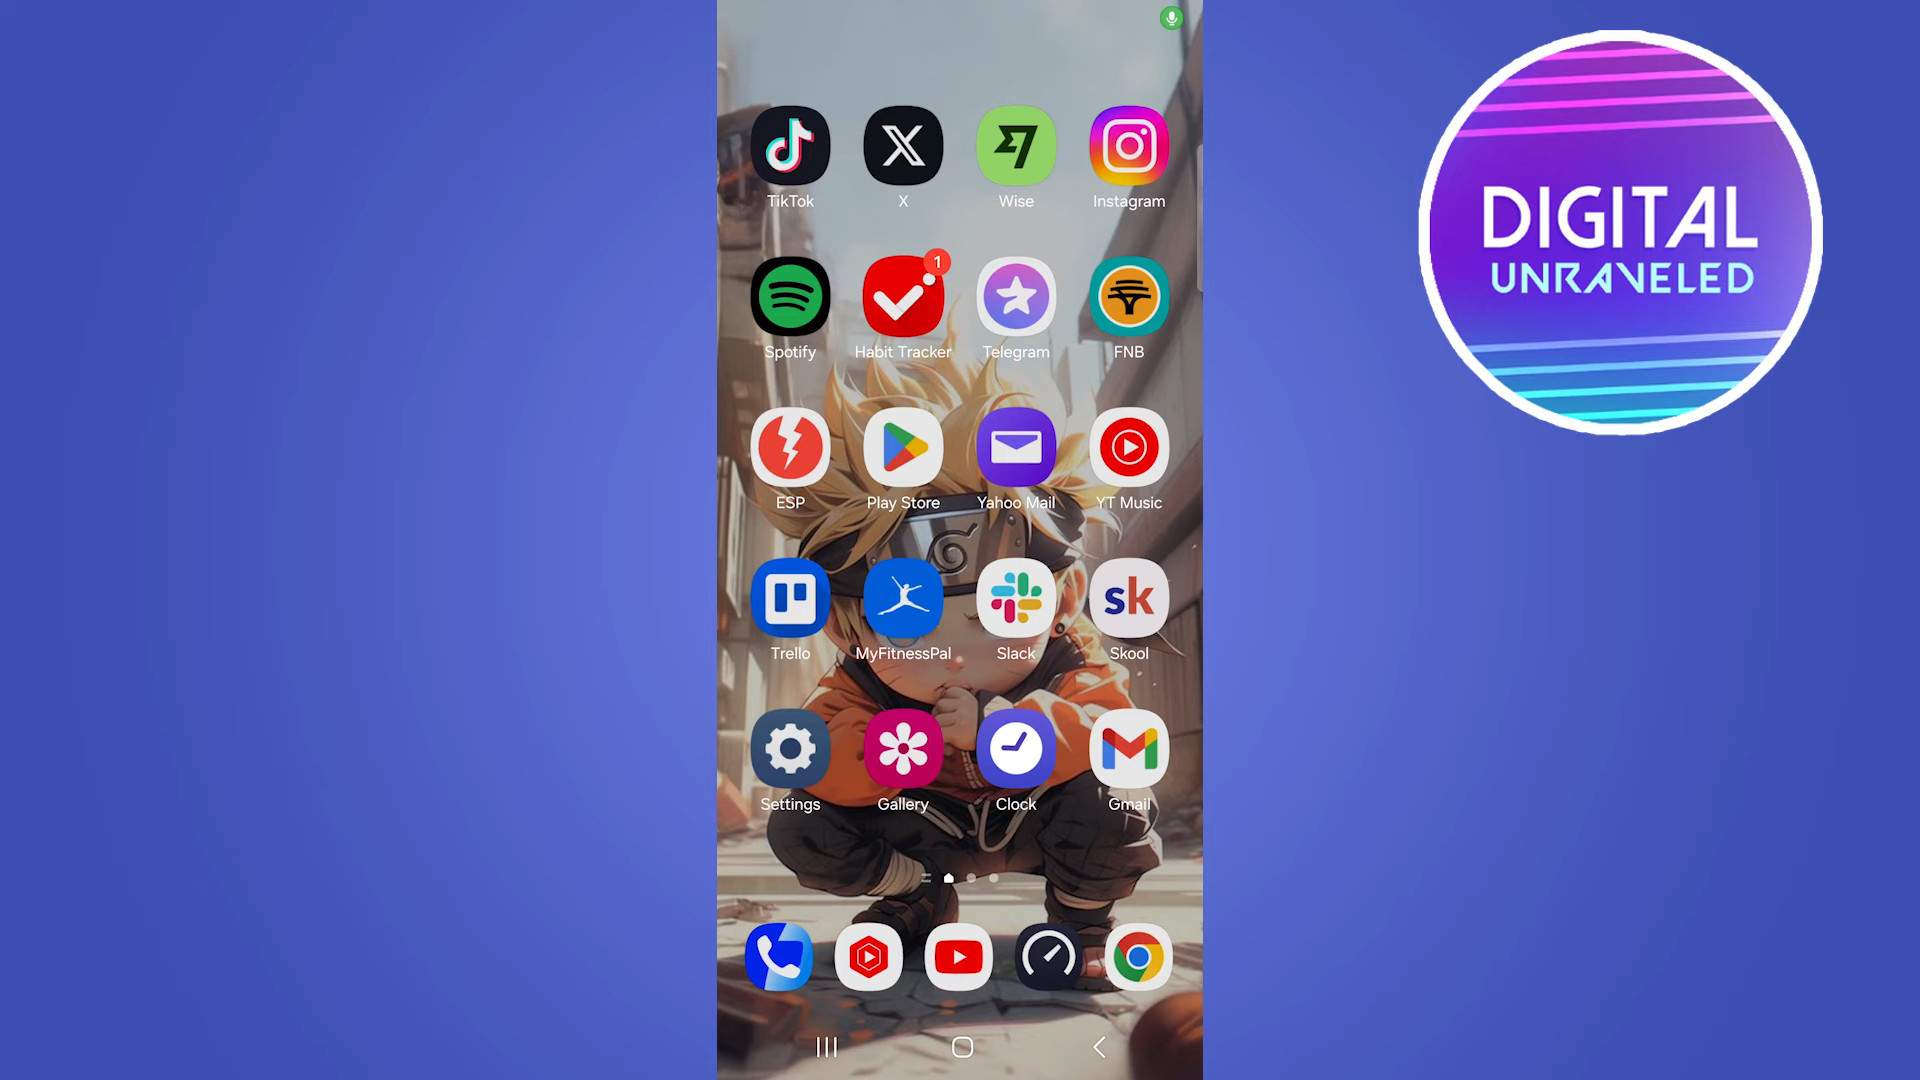 TikTok X Wise Instagram
1
Spotify Habit Tracker Telegram FNB
ESP Play Store Yahoo Mail YT Music
sk
Trello MyFitnessPal Slack Skool
Settings Gallery Clock Gmail
DIGITAL
UNRAVELED